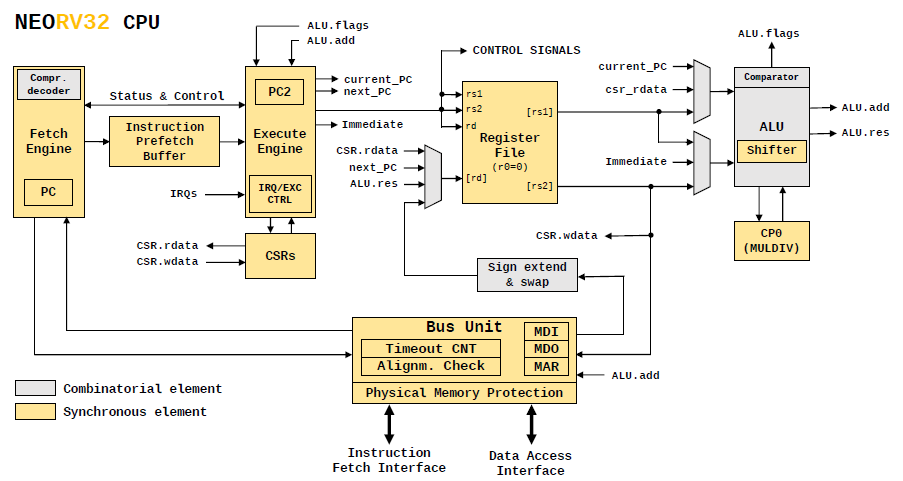 NEORV32 CPU
ALU.flags
ALU.add
Compr.
decoder
Fetch
Engine
PC
Status & Control
Instruction
Prefetch
Buffer
PC2
Execute
Engine
IRQ/EXC
CTRL
IRQs
current_PC
next_PC
Immediate
CSRs
CSR.rdata
CSR.wdata
CONTROL SIGNALS
rs1
rs2
rd
[rs1]
Register
File
(r0=0)
[rd]
[rs2]
CSR.rdata
next_PC
ALU.res
current_PC
csr_rdata
Immediate
ALU.flags
Comparator
ALU
Shifter
ALU.add
ALU.res
CP0
(MULDIV)
CSR.wdata
Sign extend
& swap
Bus Unit
Timeout CNT
Alignm. Check
MDI
MDO
MAR
Physical Memory Protection
ALU.add
Combinatorial element
Synchronous element
Instruction
Fetch Interface
Data Access
Interface